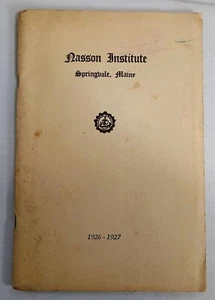 Nasson Institute
Springvale, Maine
1926 - 1927